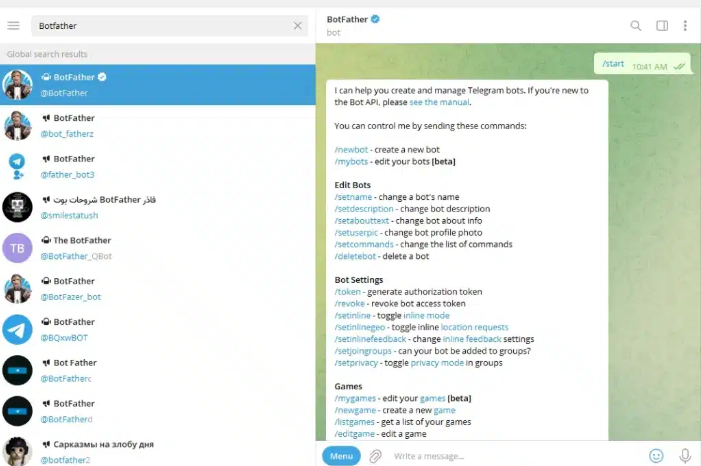 Botfather
Global search results
BotFather
@BotFather
BotFather
@bot_fatherz
BotFather
@father_bot3
شروحات بوت BotFather فاذر
@smilestatush
TB
The BotFather
@BotFather_QBot
BotFather
@BotFazer_bot
BotFather
@BQxwBOT
Bot Father
@BotFatherc
BotFather
@BotFatherd
Сарказмы на злобу дня
@botfather2
BotFather
bot
/start 10:41 AM
I can help you create and manage Telegram bots. If you're new to
the Bot API, please see the manual.
You can control me by sending these commands:
/newbot - create a new bot
/mybots - edit your bots [beta]
Edit Bots
/setname - change a bot's name
/setdescription - change bot description
/setabouttext - change bot about info
/setuserpic - change bot profile photo
/setcommands - change the list of commands
/deletebot - delete a bot
Bot Settings
/token - generate authorization token
/revoke - revoke bot access token
/setinline - toggle inline mode
/setinlinegeo - toggle inline location requests
/setinlinefeedback - change inline feedback settings
/setjoingroups - can your bot be added to groups?
/setprivacy - toggle privacy mode in groups
Games
/mygames - edit your games [beta]
/newgame - create a new game
/listgames - get a list of your games
/editgame - edit a game
Menu
Write a message...